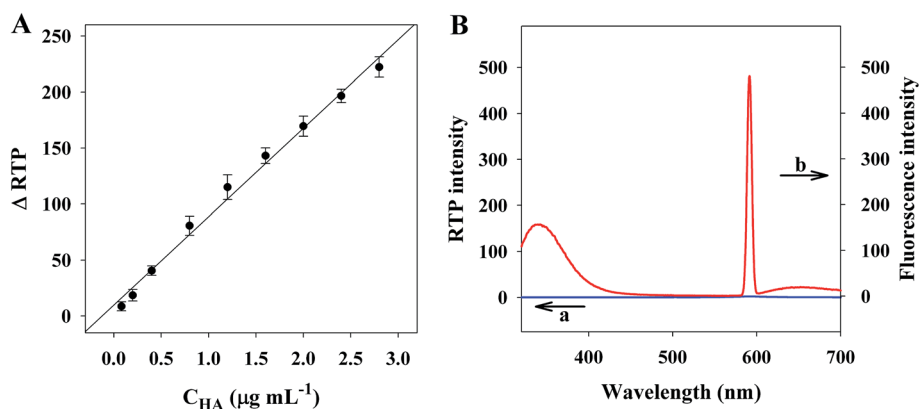 A
Δ RTP
250
200
150
100
50
0
0.0 0.5 1.0 1.5 2.0 2.5 3.0
C_HA (μg mL⁻¹)
B
RTP intensity
500
400
300
200
100
0
a
b
500
400
300
200
100
0
Fluorescence intensity
400 500 600 700
Wavelength (nm)